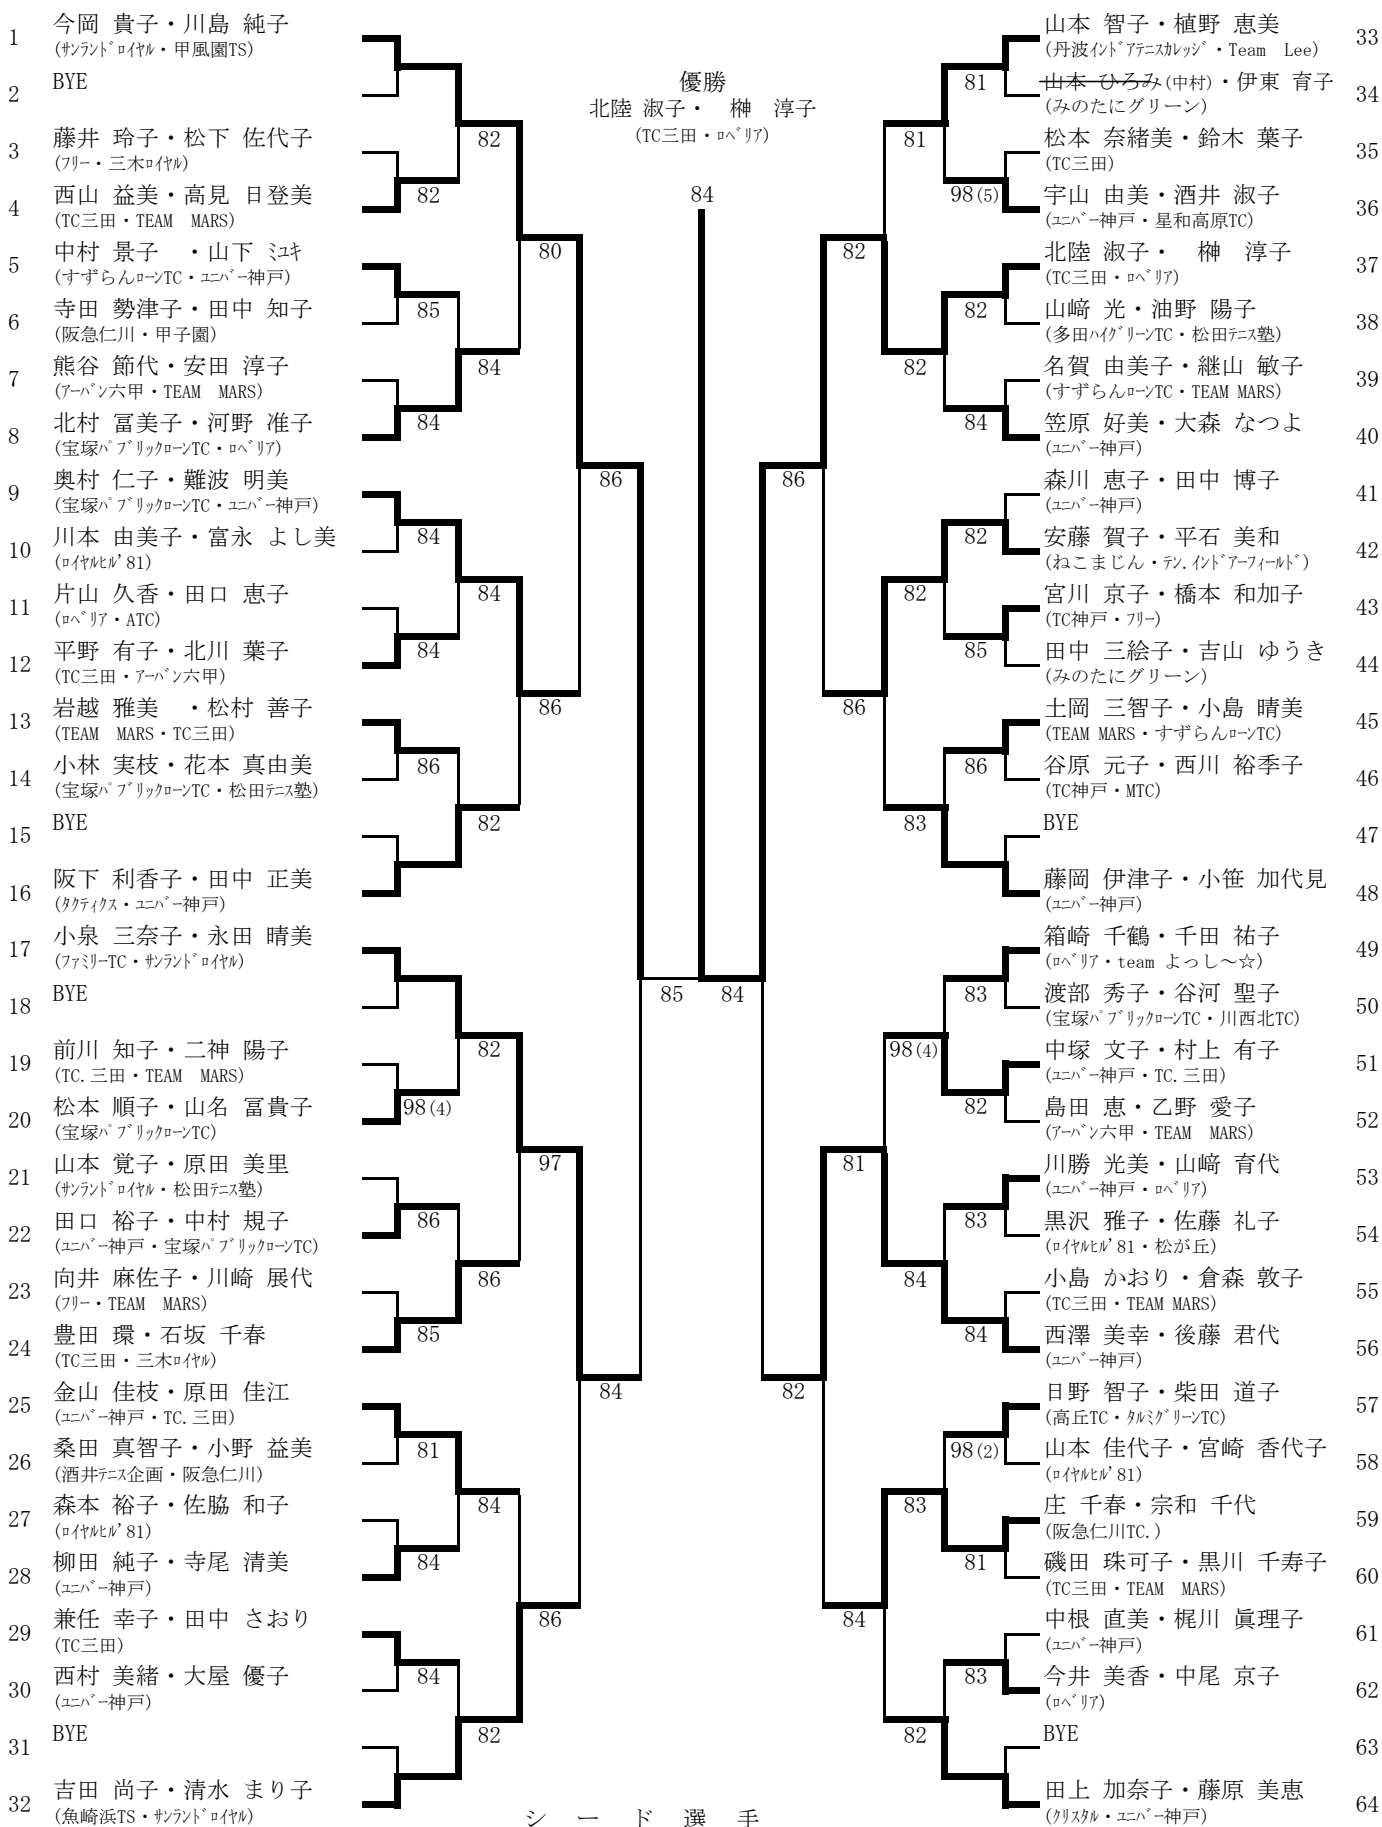 1 今岡 貴子・川島 純子
(ｻﾝﾗﾝﾄﾞﾛｲﾔﾙ・甲風園TS)
2 BYE
3 藤井 玲子・松下 佐代子
(ﾌﾘｰ・三木ﾛｲﾔﾙ)
82
4 西山 益美・高見 日登美
(TC三田・TEAM MARS)
82
5 中村 景子 ・山下 ﾐﾕｷ
(すずらんﾛｰﾝTC・ﾕﾆﾊﾞｰ神戸)
80
6 寺田 勢津子・田中 知子
(阪急仁川・甲子園)
85
7 熊谷 節代・安田 淳子
(ｱｰﾊﾞﾝ六甲・TEAM MARS)
84
8 北村 冨美子・河野 准子
(宝塚ﾊﾟﾌﾞﾘｯｸﾛｰﾝTC・ﾛﾍﾞﾘｱ)
84
9 奥村 仁子・難波 明美
(宝塚ﾊﾟﾌﾞﾘｯｸﾛｰﾝTC・ﾕﾆﾊﾞｰ神戸)
86
10 川本 由美子・富永 よし美
(ﾛｲﾔﾙﾋﾙ'81)
84
11 片山 久香・田口 恵子
(ﾛﾍﾞﾘｱ・ATC)
84
12 平野 有子・北川 葉子
(TC三田・ｱｰﾊﾞﾝ六甲)
84
13 岩越 雅美 ・松村 善子
(TEAM MARS・TC三田)
86
14 小林 実枝・花本 真由美
(宝塚ﾊﾟﾌﾞﾘｯｸﾛｰﾝTC・松田ﾃﾆｽ塾)
86
15 BYE
82
16 阪下 利香子・田中 正美
(ﾀｸﾃｨｸｽ・ﾕﾆﾊﾞｰ神戸)
17 小泉 三奈子・永田 晴美
(ﾌｧﾐﾘｰTC・ｻﾝﾗﾝﾄﾞﾛｲﾔﾙ)
18 BYE
19 前川 知子・二神 陽子
(TC.三田・TEAM MARS)
82
20 松本 順子・山名 冨貴子
(宝塚ﾊﾟﾌﾞﾘｯｸﾛｰﾝTC)
98(4)
21 山本 覚子・原田 美里
(ｻﾝﾗﾝﾄﾞﾛｲﾔﾙ・松田ﾃﾆｽ塾)
97
22 田口 裕子・中村 規子
(ﾕﾆﾊﾞｰ神戸・宝塚ﾊﾟﾌﾞﾘｯｸﾛｰﾝTC)
86
23 向井 麻佐子・川崎 展代
(ﾌﾘｰ・TEAM MARS)
86
24 豊田 環・石坂 千春
(TC三田・三木ﾛｲﾔﾙ)
85
25 金山 佳枝・原田 佳江
(ﾕﾆﾊﾞｰ神戸・TC.三田)
84
26 桑田 真智子・小野 益美
(酒井ﾃﾆｽ企画・阪急仁川)
81
27 森本 裕子・佐脇 和子
(ﾛｲﾔﾙﾋﾙ'81)
84
28 柳田 純子・寺尾 清美
(ﾕﾆﾊﾞｰ神戸)
84
29 兼任 幸子・田中 さおり
(TC三田)
86
30 西村 美緒・大屋 優子
(ﾕﾆﾊﾞｰ神戸)
84
31 BYE
82
32 吉田 尚子・清水 まり子
(魚崎浜TS・ｻﾝﾗﾝﾄﾞﾛｲﾔﾙ)
優勝
北陸 淑子・ 榊 淳子
(TC三田・ﾛﾍﾞﾘｱ)
84
85 84
シ ー ド 選 手
山本 智子・植野 恵美 33
(丹波ｲﾝﾄﾞｱﾃﾆｽｶﾚｯｼﾞ・Team Lee)
81
山本 ひろみ(中村)・伊東 育子 34
(みのたにグリーン)
81
松本 奈緒美・鈴木 葉子 35
(TC三田)
98(5)
宇山 由美・酒井 淑子 36
(ﾕﾆﾊﾞｰ神戸・星和高原TC)
82
北陸 淑子・ 榊 淳子 37
(TC三田・ﾛﾍﾞﾘｱ)
82
山﨑 光・油野 陽子 38
(多田ﾊｲｸﾞﾘｰﾝTC・松田ﾃﾆｽ塾)
82
名賀 由美子・継山 敏子 39
(すずらんﾛｰﾝTC・TEAM MARS)
84
笠原 好美・大森 なつよ 40
(ﾕﾆﾊﾞｰ神戸)
86
森川 恵子・田中 博子 41
(ﾕﾆﾊﾞｰ神戸)
82
安藤 賀子・平石 美和 42
(ねこまじん・ﾃﾝ.ｲﾝﾄﾞｱｰﾌｨｰﾙﾄﾞ)
82
宮川 京子・橋本 和加子 43
(TC神戸・ﾌﾘｰ)
85
田中 三絵子・吉山 ゆうき 44
(みのたにグリーン)
86
土岡 三智子・小島 晴美 45
(TEAM MARS・すずらんﾛｰﾝTC)
86
谷原 元子・西川 裕季子 46
(TC神戸・MTC)
83
BYE 47
藤岡 伊津子・小笹 加代見 48
(ﾕﾆﾊﾞｰ神戸)
箱崎 千鶴・千田 祐子 49
(ﾛﾍﾞﾘｱ・team よっし～☆)
83
渡部 秀子・谷河 聖子 50
(宝塚ﾊﾟﾌﾞﾘｯｸﾛｰﾝTC・川西北TC)
98(4)
中塚 文子・村上 有子 51
(ﾕﾆﾊﾞｰ神戸・TC.三田)
82
島田 恵・乙野 愛子 52
(ｱｰﾊﾞﾝ六甲・TEAM MARS)
81
川勝 光美・山﨑 育代 53
(ﾕﾆﾊﾞｰ神戸・ﾛﾍﾞﾘｱ)
83
黒沢 雅子・佐藤 礼子 54
(ﾛｲﾔﾙﾋﾙ'81・松が丘)
84
小島 かおり・倉森 敦子 55
(TC三田・TEAM MARS)
84
西澤 美幸・後藤 君代 56
(ﾕﾆﾊﾞｰ神戸)
82
日野 智子・柴田 道子 57
(高丘TC・ﾀﾙﾐｸﾞﾘｰﾝTC)
98(2)
山本 佳代子・宮崎 香代子 58
(ﾛｲﾔﾙﾋﾙ'81)
83
庄 千春・宗和 千代 59
(阪急仁川TC.)
81
磯田 珠可子・黒川 千寿子 60
(TC三田・TEAM MARS)
84
中根 直美・梶川 眞理子 61
(ﾕﾆﾊﾞｰ神戸)
83
今井 美香・中尾 京子 62
(ﾛﾍﾞﾘｱ)
82
BYE 63
田上 加奈子・藤原 美恵 64
(ｸﾘｽﾀﾙ・ﾕﾆﾊﾞｰ神戸)